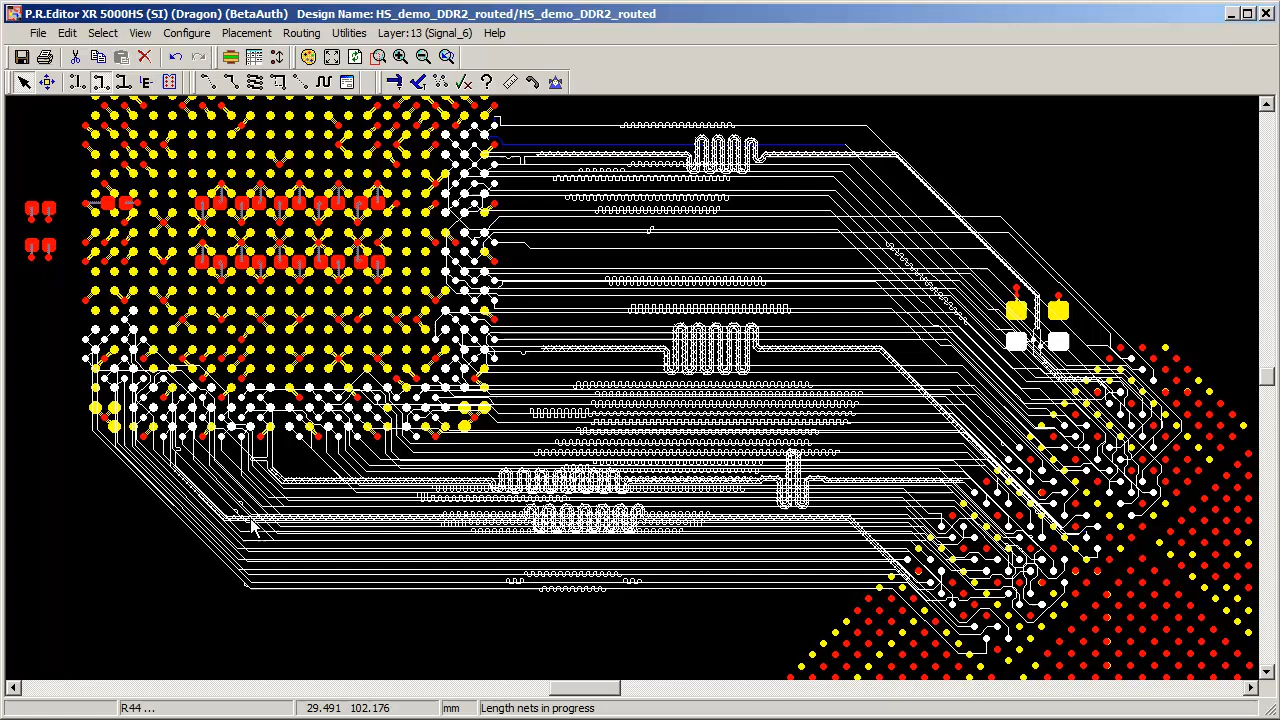 P.R.Editor XR 5000HS (SI) (Dragon) (BetaAuth) Design Name: HS_demo_DDR2_routed/HS_demo_DDR2_routed
File Edit Select View Configure Placement Routing Utilities Layer:13 (Signal_6) Help
R44 ... 29.491 102.176 mm Length nets in progress